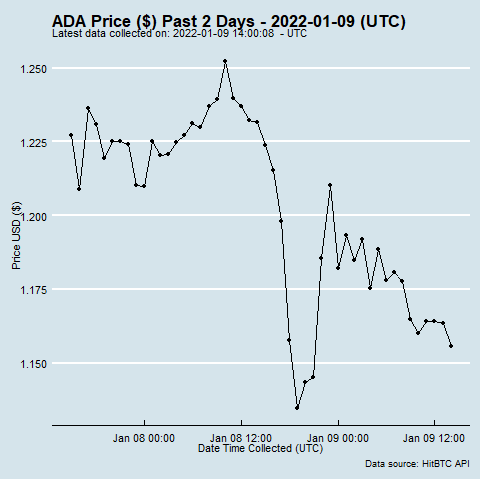 ADA Price ($) Past 2 Days - 2022-01-09 (UTC)
Latest data collected on: 2022-01-09 14:00:08  - UTC
1.250
1.225
1.200
1.175
1.150
Price USD ($)
Jan 08 00:00 Jan 08 12:00 Jan 09 00:00 Jan 09 12:00
Date Time Collected (UTC)
Data source: HitBTC API